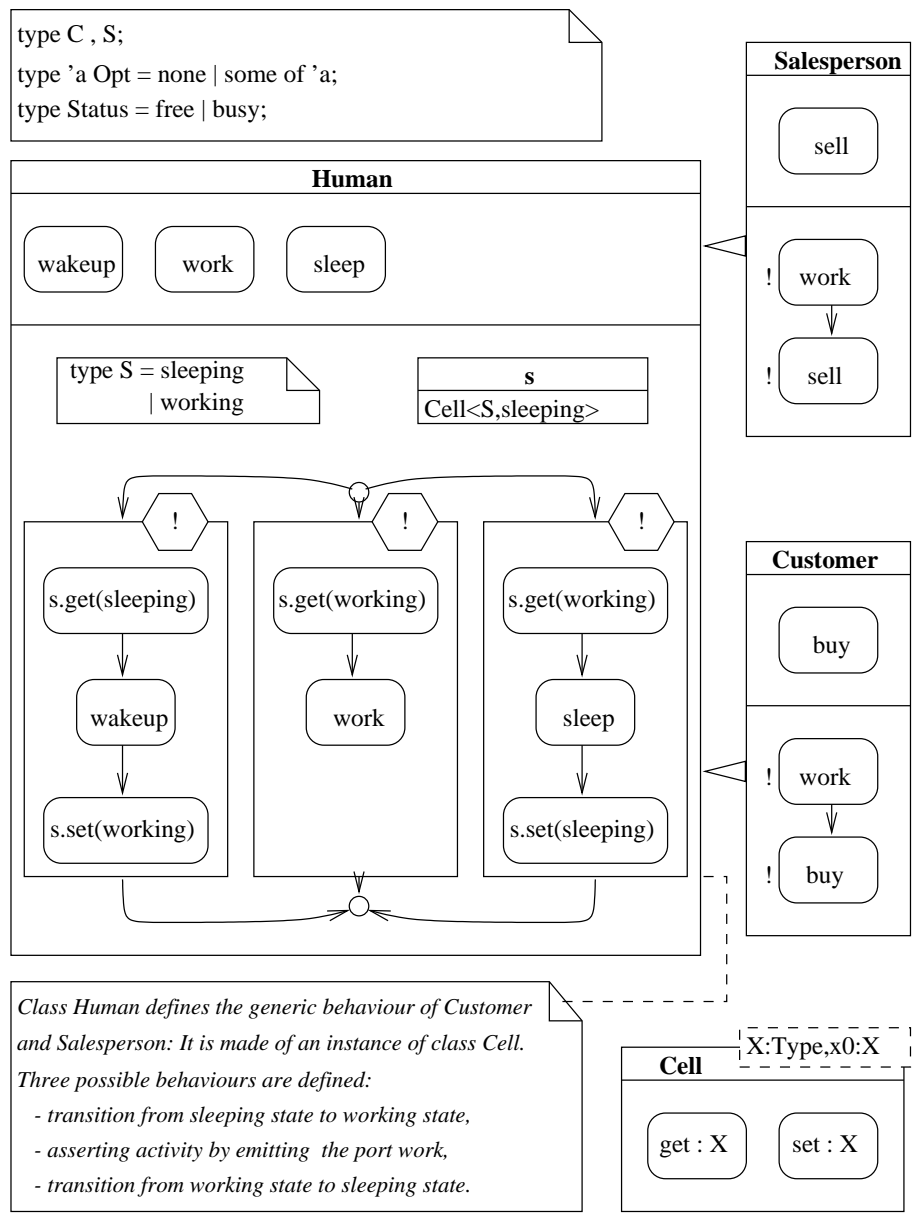 type C , S;
type ’a Opt = none | some of ’a;
type Status = free | busy;
Salesperson
sell
! work
! sell
Human
wakeup work sleep
type S = sleeping
| working
s
Cell<S,sleeping>
! ! !
s.get(sleeping) s.get(working) s.get(working)
wakeup work sleep
s.set(working) s.set(sleeping)
Customer
buy
! work
! buy
Class Human defines the generic behaviour of Customer
and Salesperson: It is made of an instance of class Cell.
Three possible behaviours are defined:
- transition from sleeping state to working state,
- asserting activity by emitting the port work,
- transition from working state to sleeping state.
X:Type,x0:X
Cell
get : X set : X